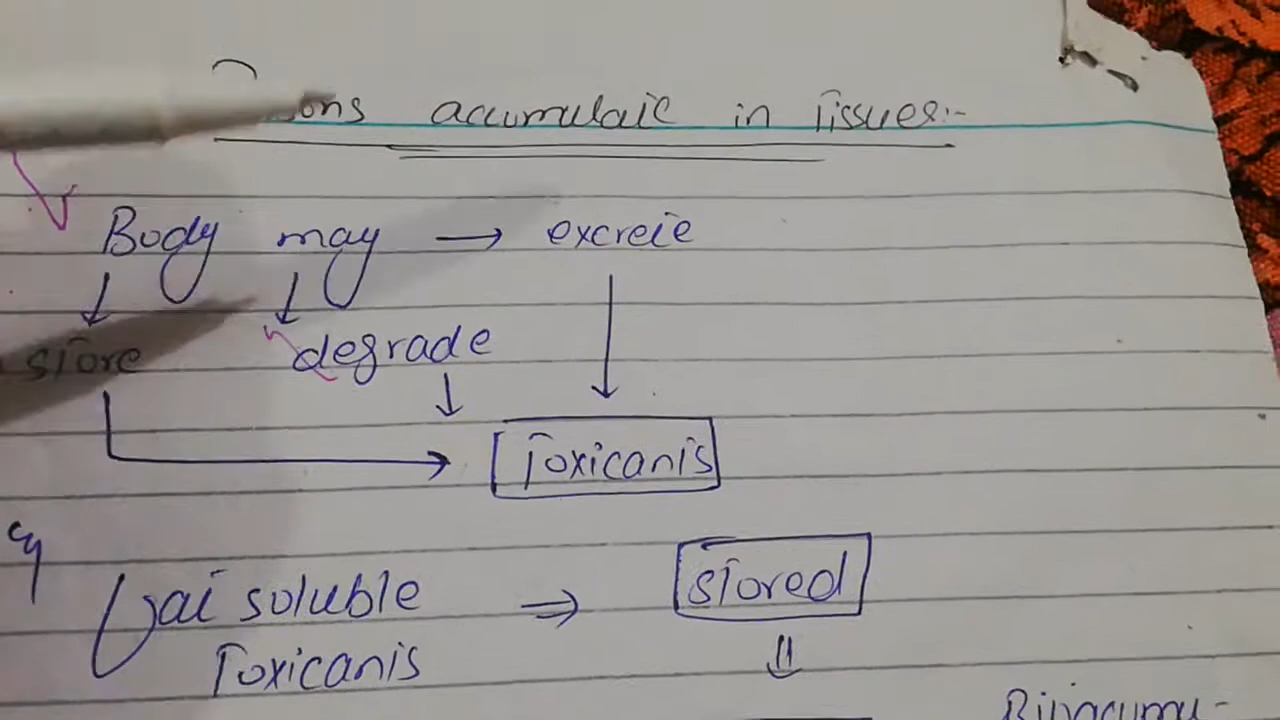 accumulate in Tissues:-
Body may → excrete
store
degrade
Toxicants
Fat soluble ⇒ stored
Toxicants